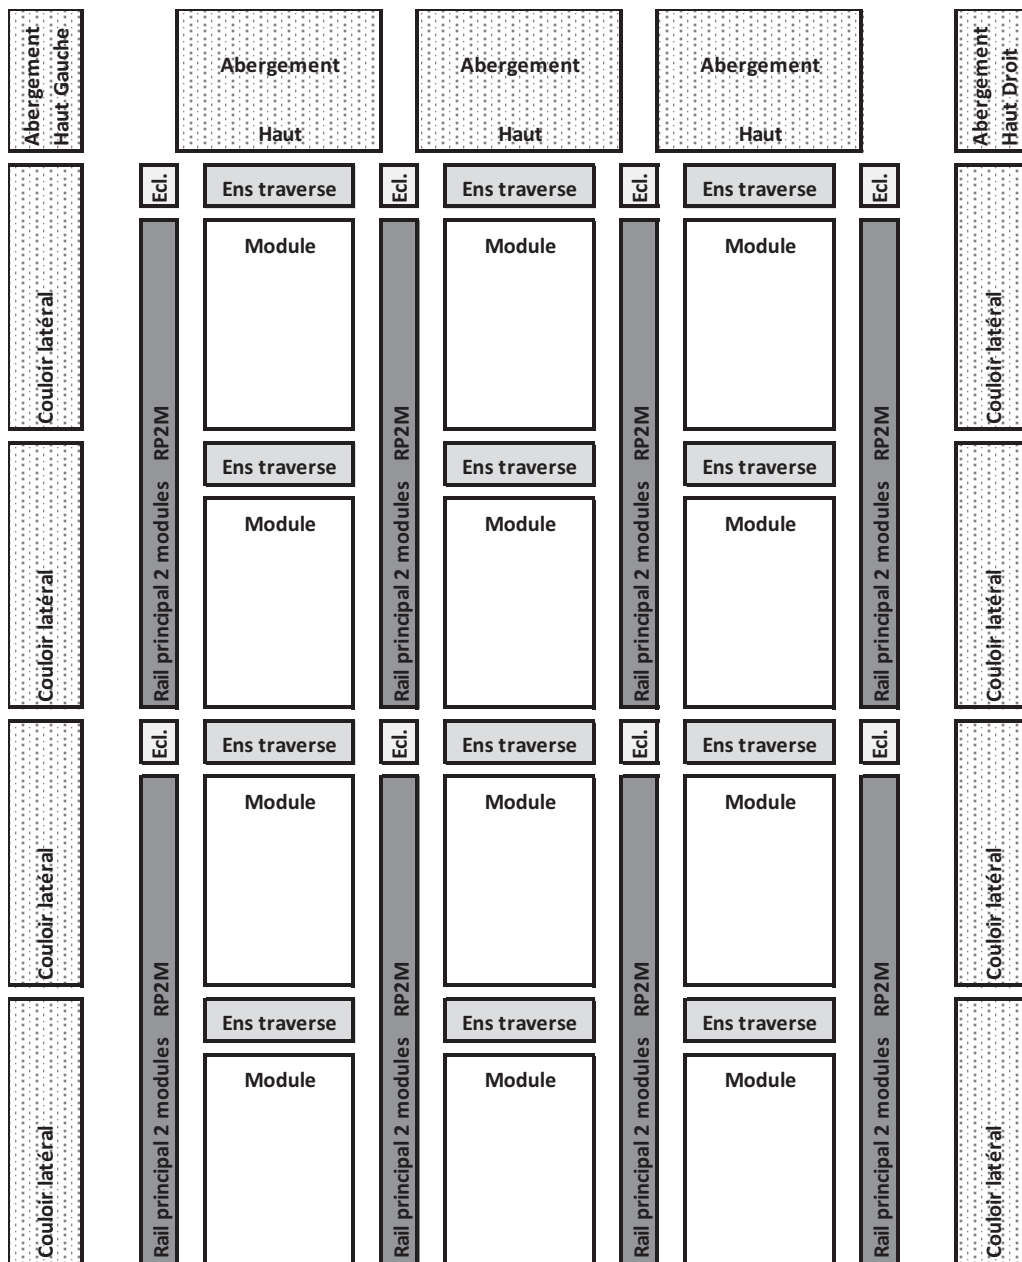 Abergement
Haut Gauche
Abergement
Haut
Abergement
Haut
Abergement
Haut
Abergement
Haut Droit
Ecl.
Ens traverse
Ecl.
Ens traverse
Ecl.
Ens traverse
Ecl.
Couloir latéral
Rail principal 2 modules RP2M
Module
Rail principal 2 modules RP2M
Module
Rail principal 2 modules RP2M
Module
Rail principal 2 modules RP2M
Couloir latéral
Couloir latéral
Ens traverse
Ens traverse
Ens traverse
Module
Module
Module
Couloir latéral
Ecl.
Ens traverse
Ecl.
Ens traverse
Ecl.
Ens traverse
Ecl.
Couloir latéral
Rail principal 2 modules RP2M
Module
Rail principal 2 modules RP2M
Module
Rail principal 2 modules RP2M
Module
Rail principal 2 modules RP2M
Couloir latéral
Couloir latéral
Ens traverse
Ens traverse
Ens traverse
Module
Module
Module
Couloir latéral